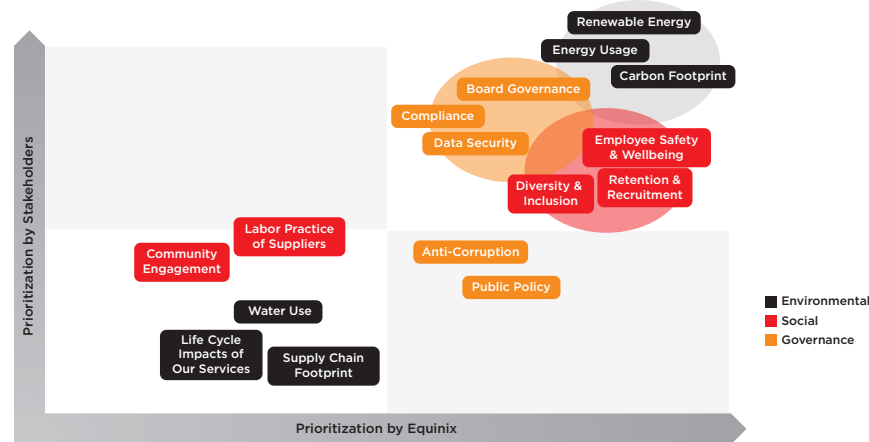 Renewable Energy
Energy Usage
Carbon Footprint
Board Governance
Compliance
Data Security
Employee Safety
& Wellbeing
Diversity &
Inclusion
Retention &
Recruitment
Labor Practice
of Suppliers
Community
Engagement
Anti-Corruption
Public Policy
Water Use
Life Cycle
Impacts of
Our Services
Supply Chain
Footprint
Prioritization by Stakeholders
Prioritization by Equinix
Environmental
Social
Governance